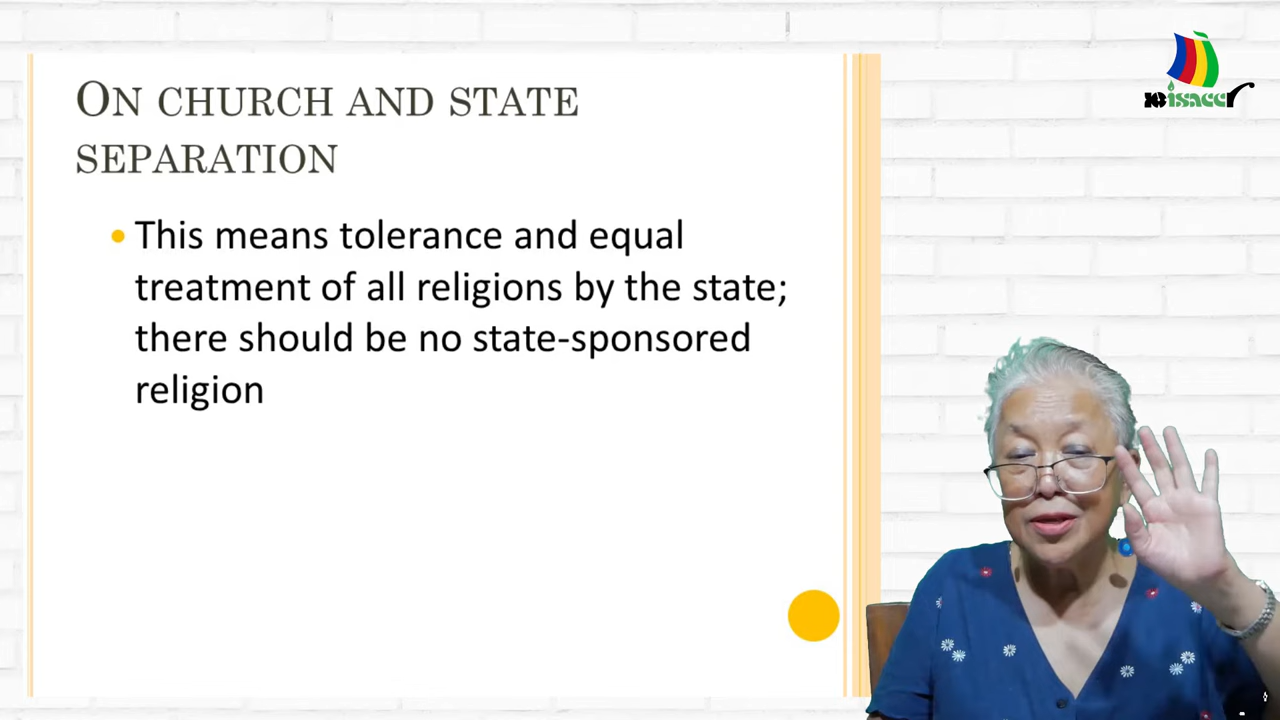 ON CHURCH AND STATE
SEPARATION
This means tolerance and equal
treatment of all religions by the state;
there should be no state-sponsored
religion